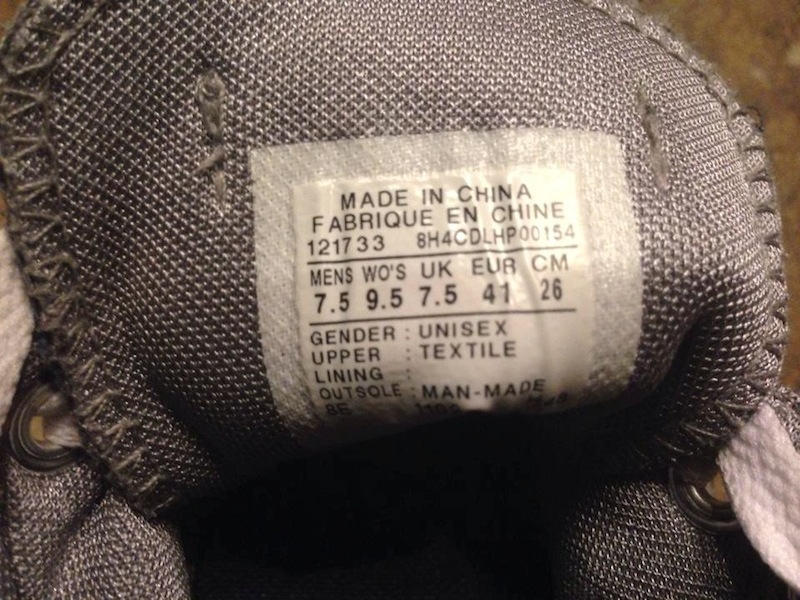 MADE IN CHINA
FABRIQUE EN CHINE
121733 8H4CDLHP00154
MENS WO'S UK EUR CM
7.5 9.5 7.5 41 26
GENDER : UNISEX
UPPER : TEXTILE
LINING :
OUTSOLE : MAN-MADE